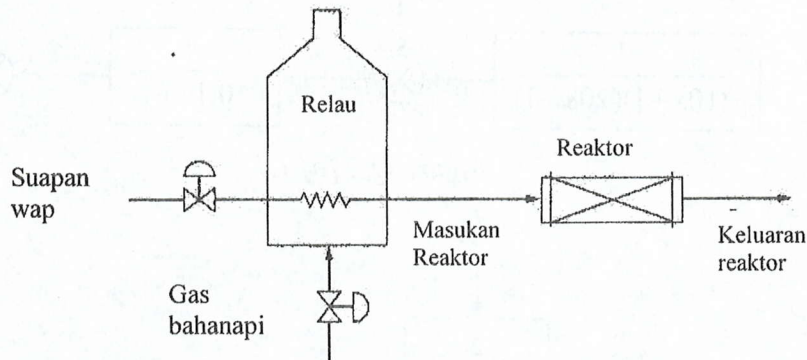 Relau
Reaktor
Suapan
wap
Masukan
Reaktor
Keluaran
reaktor
Gas
bahanapi